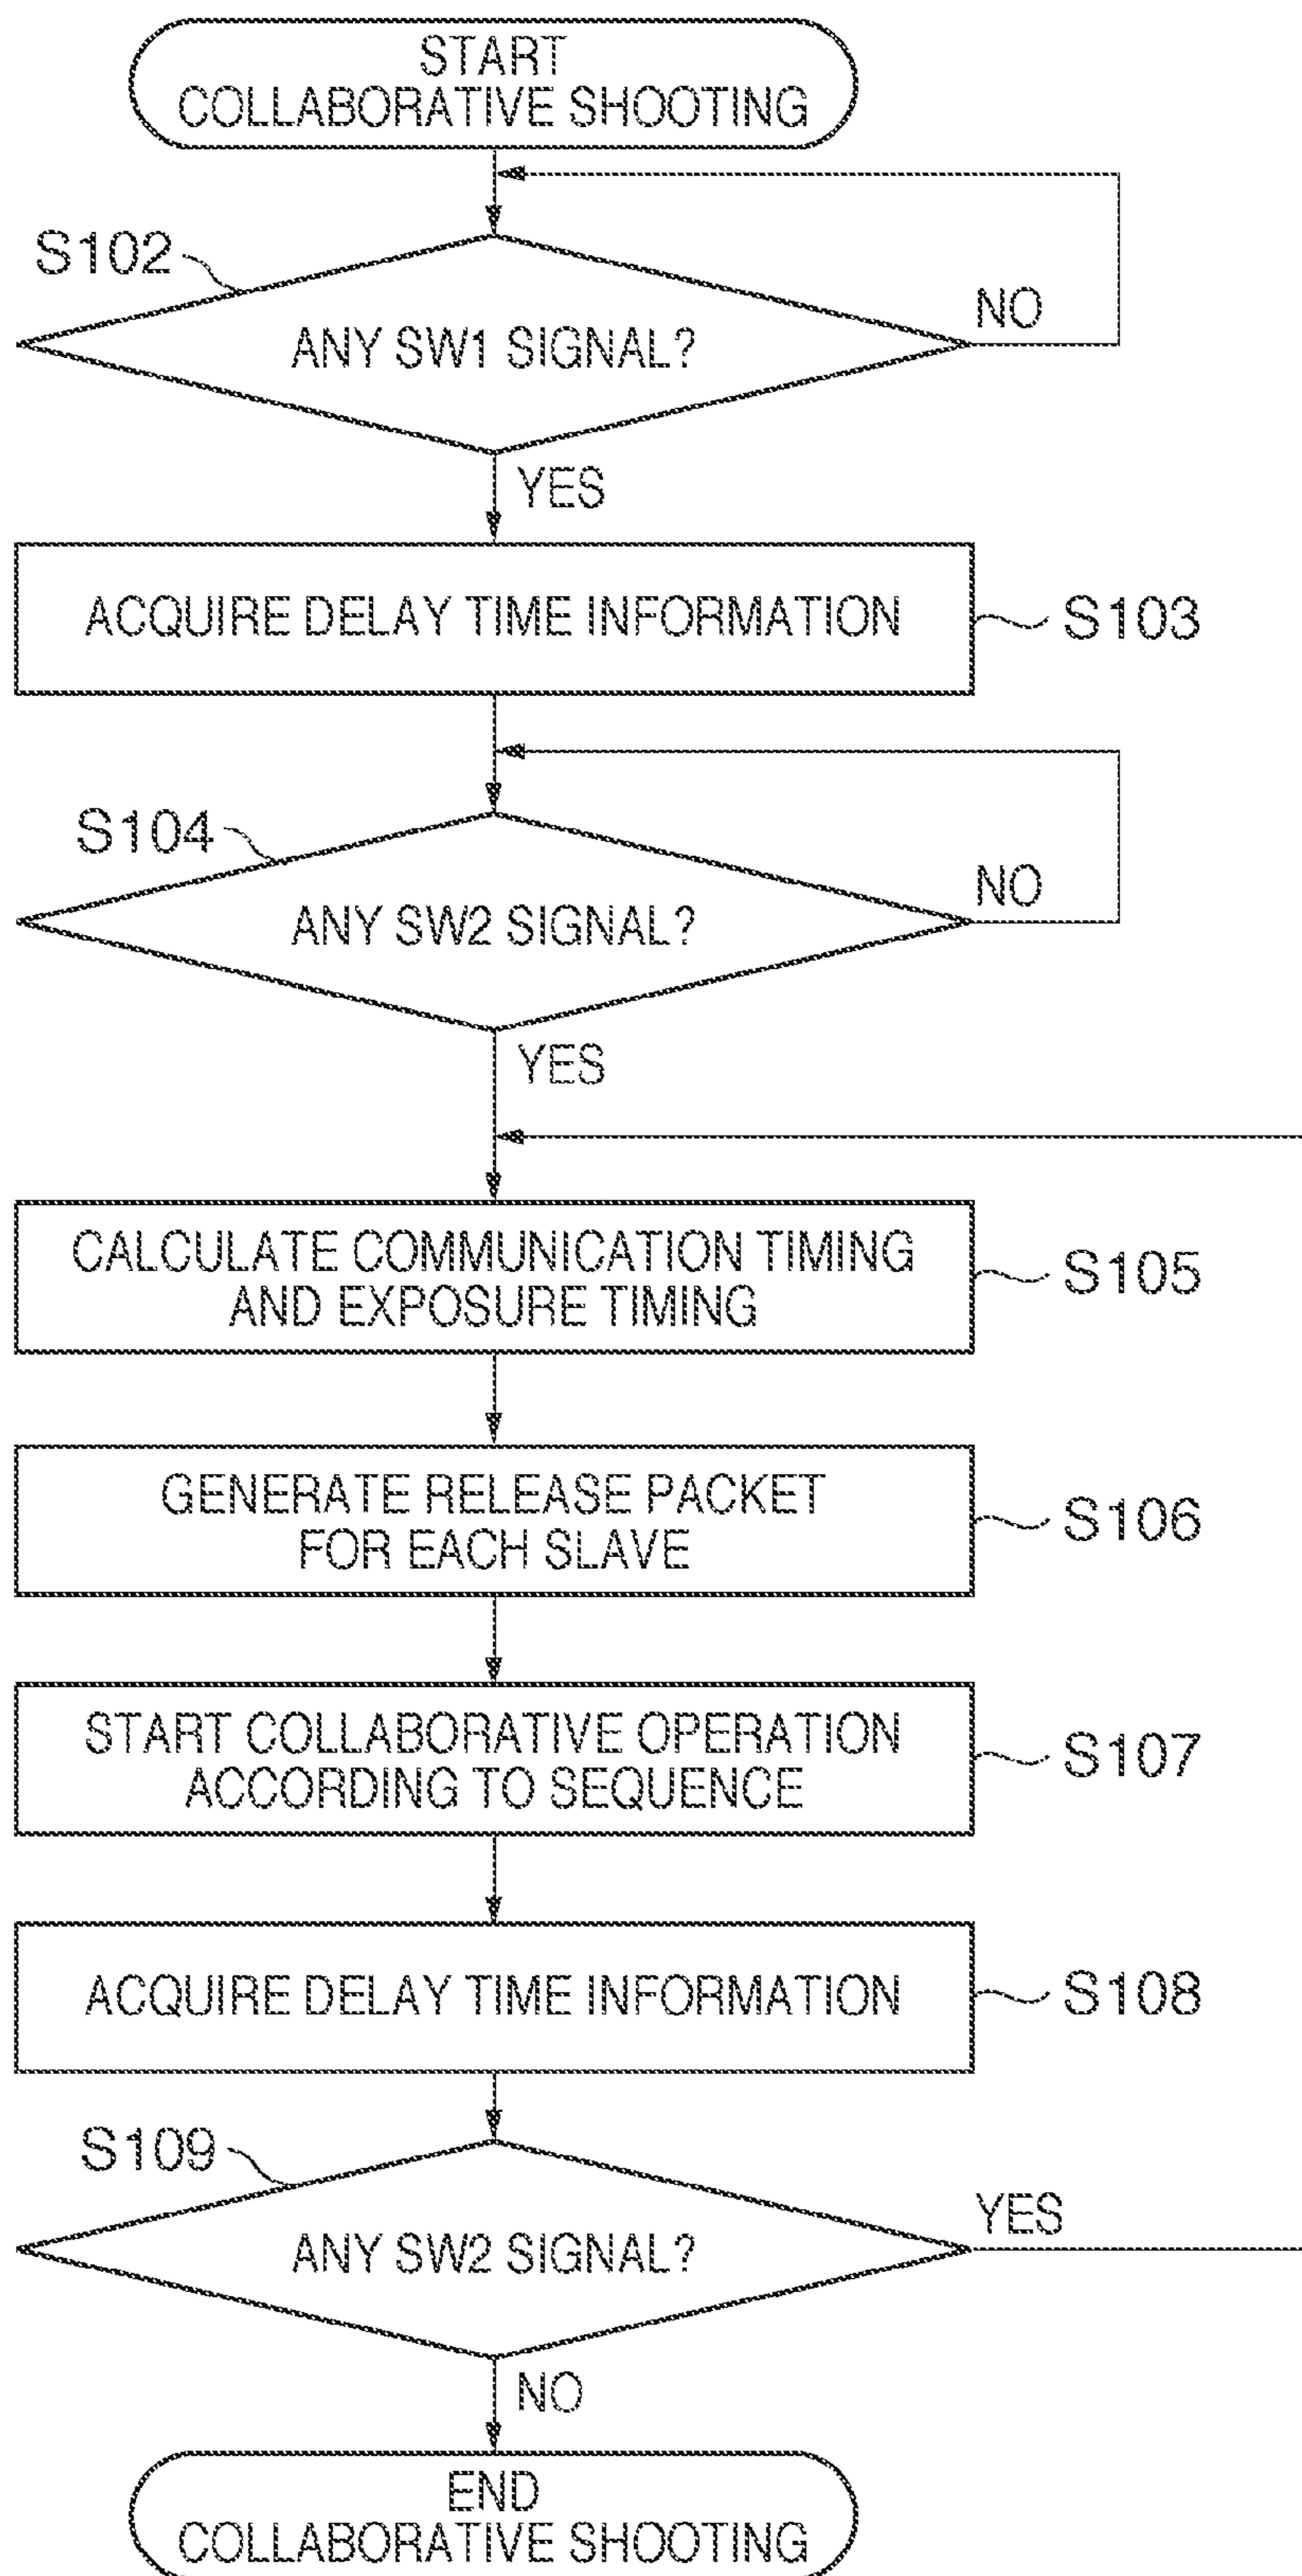 START
COLLABORATIVE SHOOTING
S102
NO
ANY SW1 SIGNAL?
YES
ACQUIRE DELAY TIME INFORMATION
S103
S104
NO
ANY SW2 SIGNAL?
YES
CALCULATE COMMUNICATION TIMING
AND EXPOSURE TIMING
S105
GENERATE RELEASE PACKET
FOR EACH SLAVE
S106
START COLLABORATIVE OPERATION
ACCORDING TO SEQUENCE
S107
ACQUIRE DELAY TIME INFORMATION
S108
S109
YES
ANY SW2 SIGNAL?
NO
END
COLLABORATIVE SHOOTING